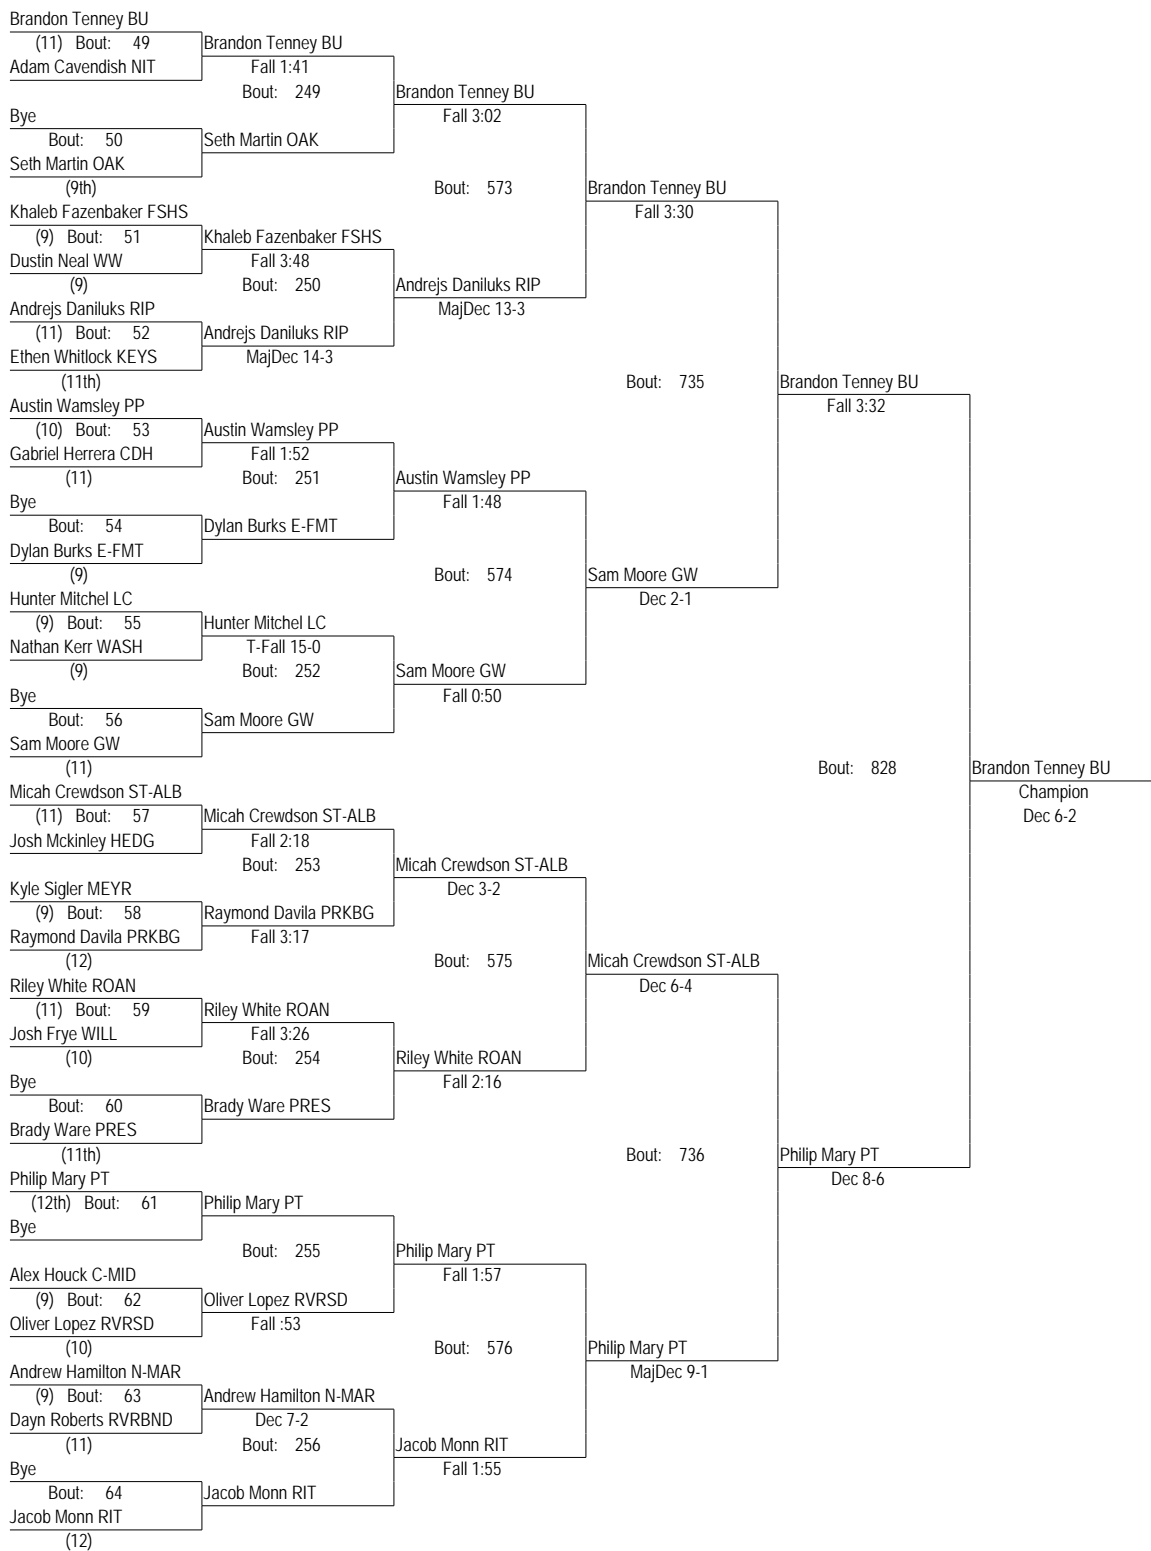 Brandon Tenney BU
(11) Bout: 49 Brandon Tenney BU
Adam Cavendish NIT Fall 1:41
Bout: 249 Brandon Tenney BU
Bye Fall 3:02
Bout: 50 Seth Martin OAK
Seth Martin OAK
(9th) Bout: 573 Brandon Tenney BU
Khaleb Fazenbaker FSHS Fall 3:30
(9) Bout: 51 Khaleb Fazenbaker FSHS
Dustin Neal WW Fall 3:48
(9) Bout: 250 Andrejs Daniluks RIP
Andrejs Daniluks RIP MajDec 13-3
(11) Bout: 52 Andrejs Daniluks RIP
Ethen Whitlock KEYS MajDec 14-3
(11th) Bout: 735 Brandon Tenney BU
Austin Wamsley PP Fall 3:32
(10) Bout: 53 Austin Wamsley PP
Gabriel Herrera CDH Fall 1:52
(11) Bout: 251 Austin Wamsley PP
Bye Fall 1:48
Bout: 54 Dylan Burks E-FMT
Dylan Burks E-FMT
(9) Bout: 574 Sam Moore GW
Hunter Mitchel LC Dec 2-1
(9) Bout: 55 Hunter Mitchel LC
Nathan Kerr WASH T-Fall 15-0
(9) Bout: 252 Sam Moore GW
Bye Fall 0:50
Bout: 56 Sam Moore GW
Sam Moore GW
(11) Bout: 828 Brandon Tenney BU
Micah Crewdson ST-ALB Champion
(11) Bout: 57 Micah Crewdson ST-ALB Dec 6-2
Josh Mckinley HEDG Fall 2:18
Bout: 253 Micah Crewdson ST-ALB
Kyle Sigler MEYR Dec 3-2
(9) Bout: 58 Raymond Davila PRKBG
Raymond Davila PRKBG Fall 3:17
(12) Bout: 575 Micah Crewdson ST-ALB
Riley White ROAN Dec 6-4
(11) Bout: 59 Riley White ROAN
Josh Frye WILL Fall 3:26
(10) Bout: 254 Riley White ROAN
Bye Fall 2:16
Bout: 60 Brady Ware PRES
Brady Ware PRES
(11th) Bout: 736 Philip Mary PT
Philip Mary PT Dec 8-6
(12th) Bout: 61 Philip Mary PT
Bye
Bout: 255 Philip Mary PT
Alex Houck C-MID Fall 1:57
(9) Bout: 62 Oliver Lopez RVRSD
Oliver Lopez RVRSD Fall :53
(10) Bout: 576 Philip Mary PT
Andrew Hamilton N-MAR MajDec 9-1
(9) Bout: 63 Andrew Hamilton N-MAR
Dayn Roberts RVRBND Dec 7-2
(11) Bout: 256 Jacob Monn RIT
Bye Fall 1:55
Bout: 64 Jacob Monn RIT
Jacob Monn RIT
(12)